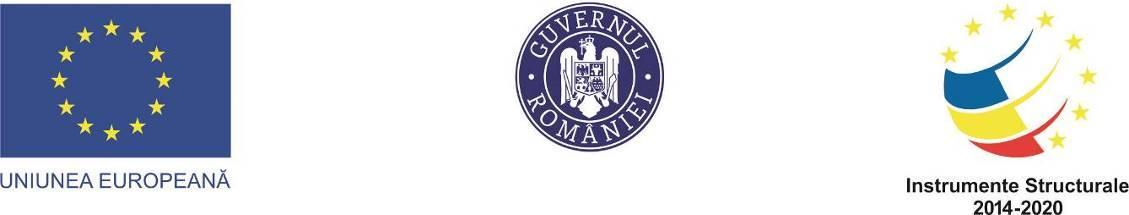 UNIUNEA EUROPEANĂ
GUVERNUL ROMÂNIEI
Instrumente Structurale
2014-2020